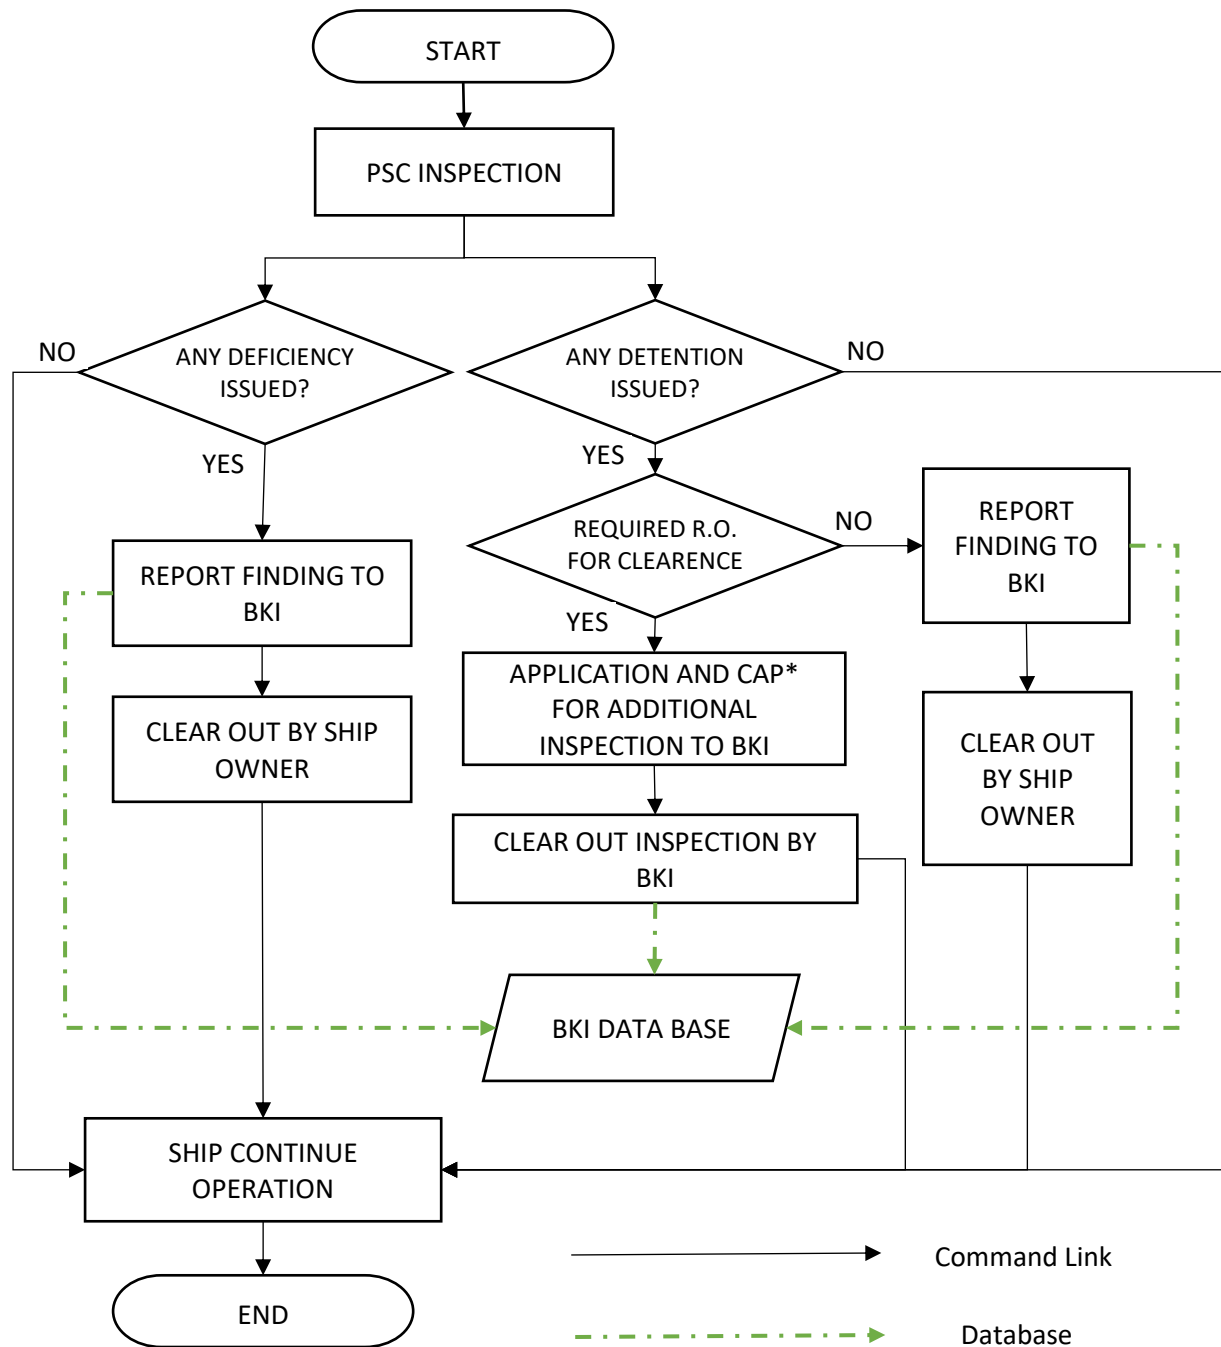 START
PSC INSPECTION
NO
ANY DEFICIENCY
ISSUED?
ANY DETENTION
ISSUED?
NO
YES
YES
REQUIRED R.O.
FOR CLEARENCE
NO
REPORT
FINDING TO
BKI
REPORT FINDING TO
BKI
YES
APPLICATION AND CAP*
FOR ADDITIONAL
INSPECTION TO BKI
CLEAR OUT BY SHIP
OWNER
CLEAR OUT
BY SHIP
OWNER
CLEAR OUT INSPECTION BY
BKI
BKI DATA BASE
SHIP CONTINUE
OPERATION
Command Link
END
Database